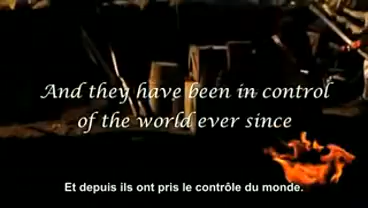 And they have been in control
of the world ever since
Et depuis ils ont pris le contrôle du monde.